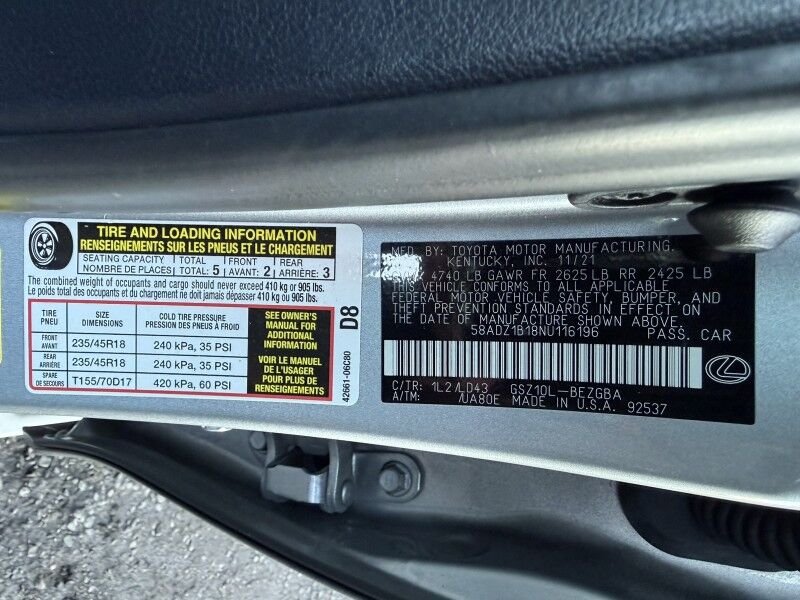 TIRE AND LOADING INFORMATION
RENSEIGNEMENTS SUR LES PNEUS ET LE CHARGEMENT
SEATING CAPACITY TOTAL FRONT REAR
NOMBRE DE PLACES TOTAL 5 AVANT: 2 ARRIÈRE: 3
The combined weight of occupants and cargo should never exceed 410 kg or 905 lbs.
Le poids total des occupants et du chargement ne doit jamais dépasser 410 kg ou 905 lbs.
TIRE SIZE COLD TIRE PRESSURE
PNEU DIMENSIONS PRESSION DES PNEUS À FROID
FRONT
AVANT 235/45R18 240 kPa, 35 PSI
REAR
ARRIÈRE 235/45R18 240 kPa, 35 PSI
SPARE
DE SECOURS T155/70D17 420 kPa, 60 PSI
SEE OWNER'S
MANUAL FOR
ADDITIONAL
INFORMATION
VOIR LE MANUEL
DE L'USAGER
POUR PLUS DE
RENSEIGNEMENTS
D8
42661-06C80
MFD. BY: TOYOTA MOTOR MANUFACTURING,
KENTUCKY, INC. 11/21
4740 LB GAWR FR 2625 LB RR 2425 LB
VEHICLE CONFORMS TO ALL APPLICABLE
FEDERAL MOTOR VEHICLE SAFETY, BUMPER, AND
THEFT PREVENTION STANDARDS IN EFFECT ON
THE DATE OF MANUFACTURE SHOWN ABOVE.
58ADZ1B18NU116196 PASS. CAR
C/TR: 1L2/LD43 GSZ10L-BEZGBA
A/TM: /UA80E MADE IN U.S.A. 92537